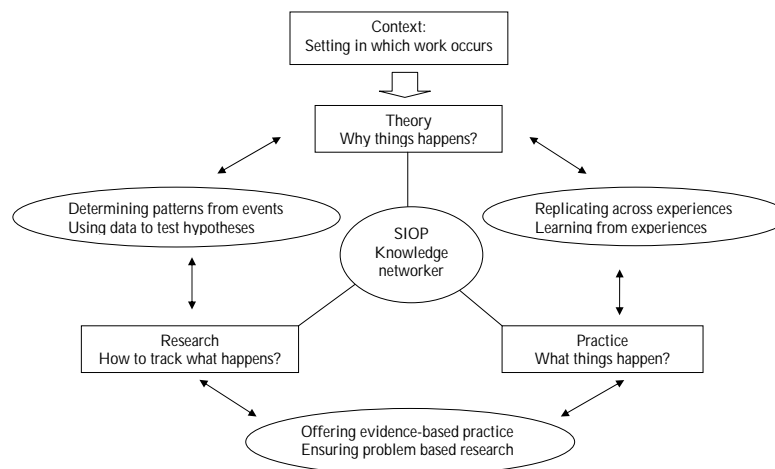 Context:
Setting in which work occurs
Theory
Why things happens?
Determining patterns from events
Using data to test hypotheses
Replicating across experiences
Learning from experiences
SIOP
Knowledge
networker
Research
How to track what happens?
Practice
What things happen?
Offering evidence-based practice
Ensuring problem based research